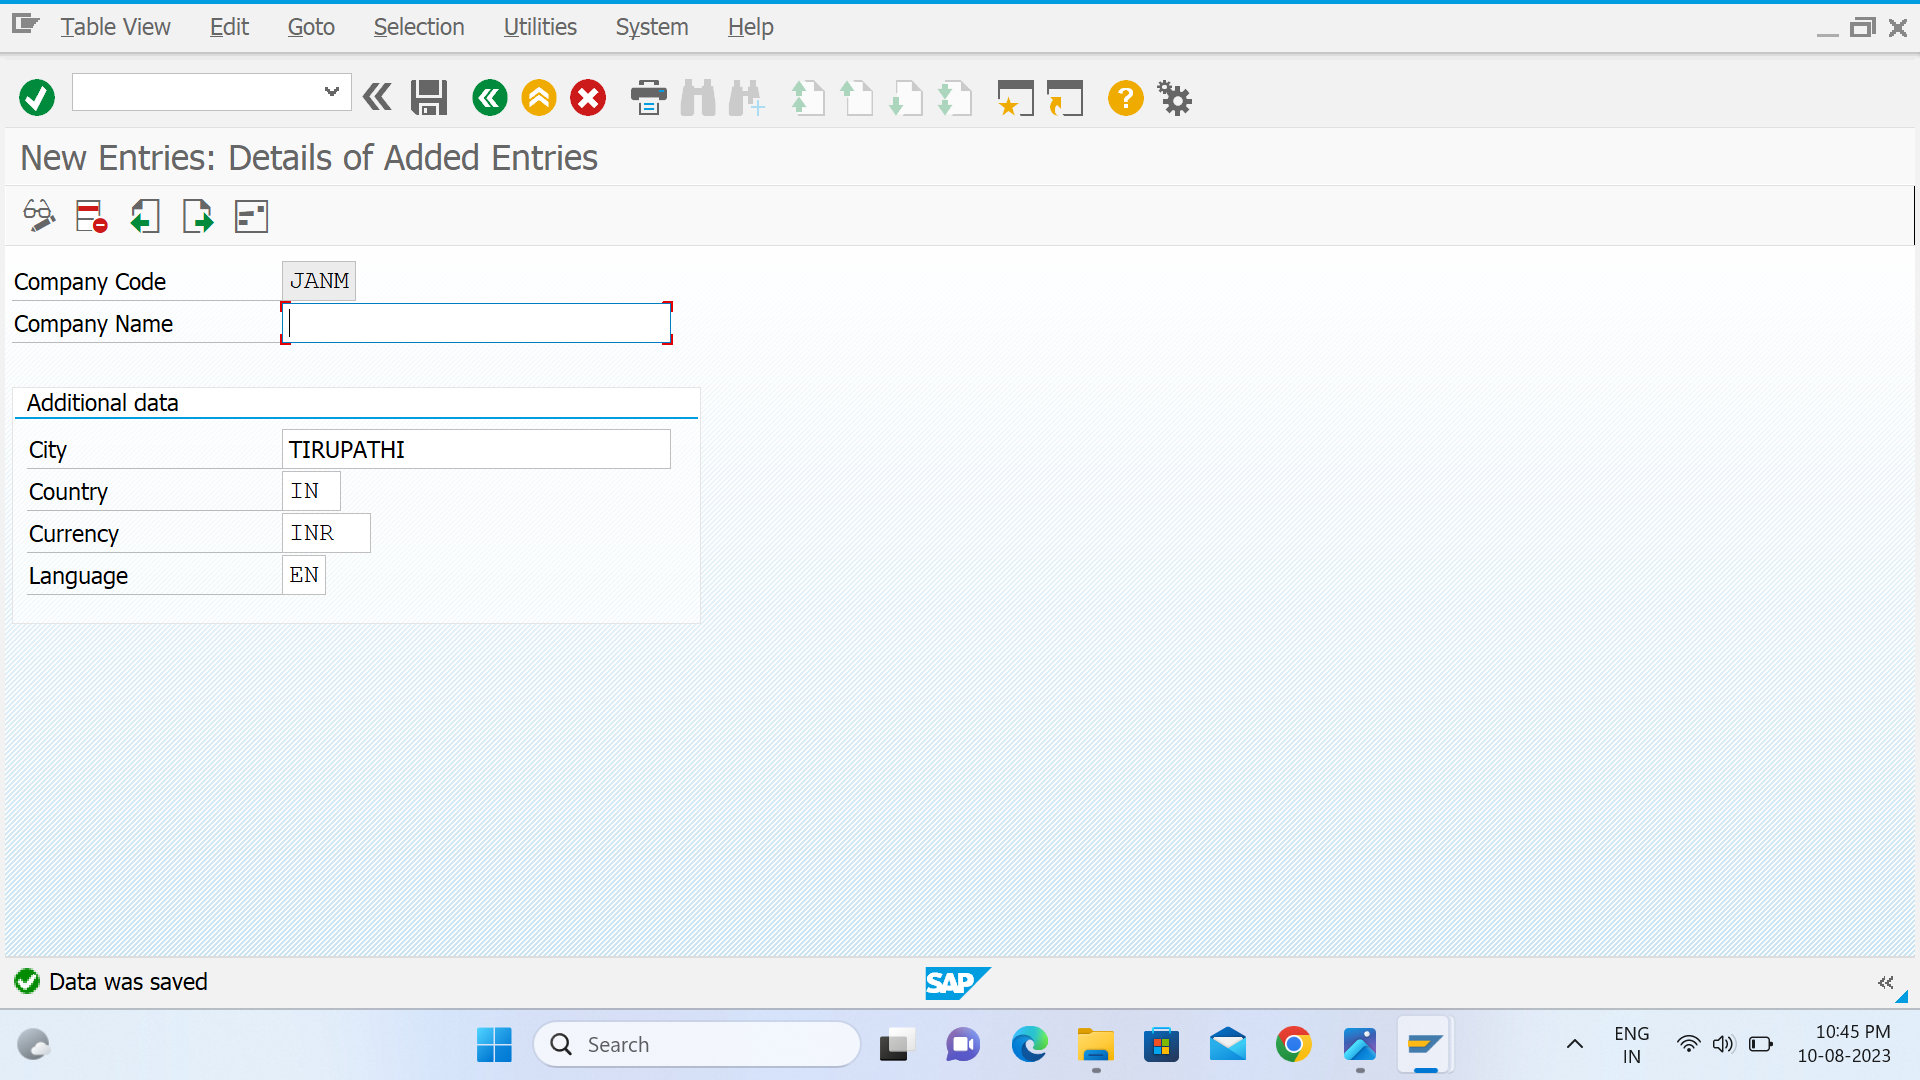 Table View Edit Goto Selection Utilities System Help
New Entries: Details of Added Entries
Company Code JANM
Company Name
Additional data
City TIRUPATHI
Country IN
Currency INR
Language EN
Data was saved
SAP
Search
ENG
IN
10:45 PM
10-08-2023